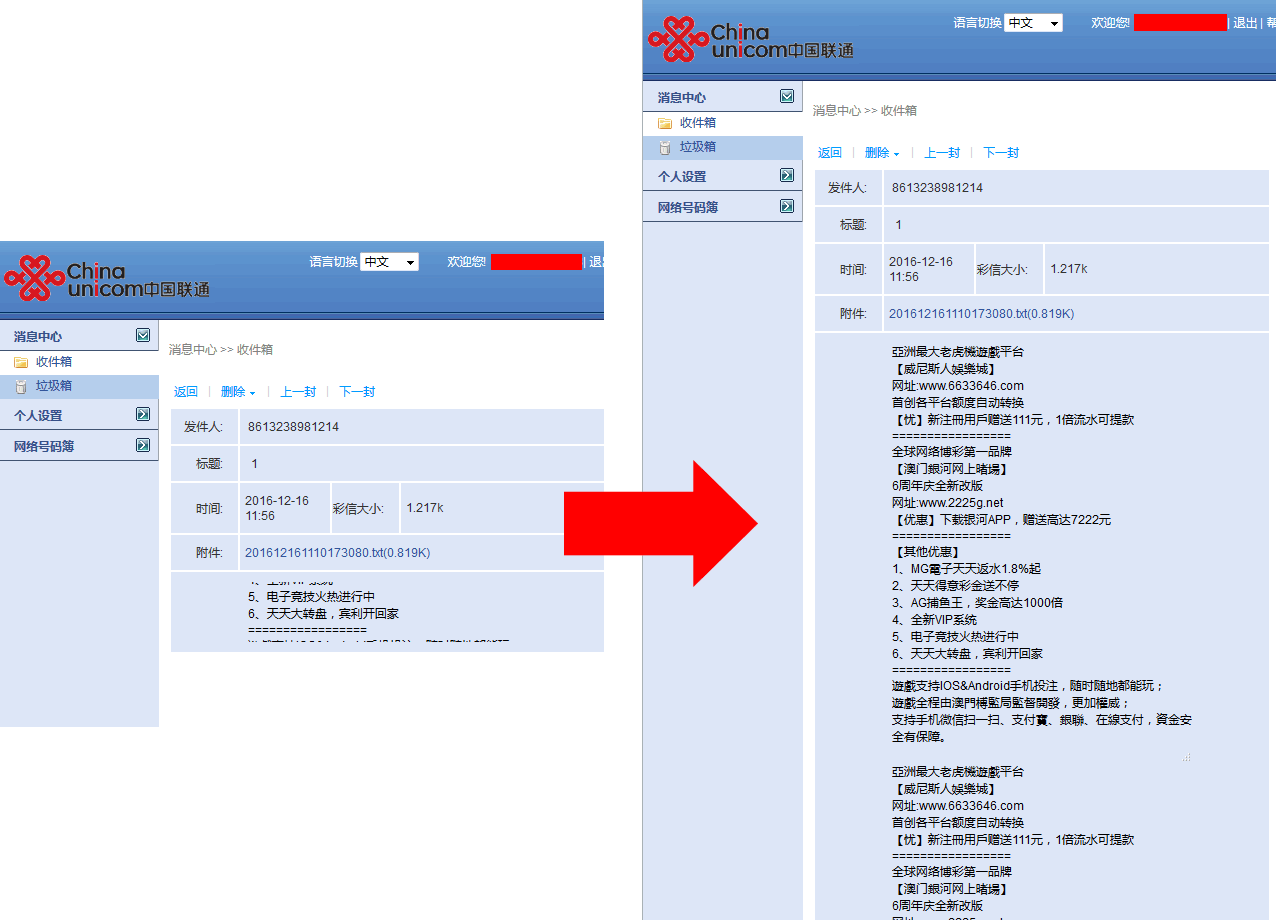 语言切换 中文 欢迎您! | 退出 | 帮
China
unicom中国联通
消息中心
收件箱
垃圾箱
个人设置
网络号码簿
消息中心 >> 收件箱
返回 | 删除 | 上一封 | 下一封
发件人: 8613238981214
标题: 1
时间: 2016-12-16 11:56 彩信大小: 1.217k
附件: 201612161110173080.txt(0.819K)
亞洲最大老虎機遊戲平台
【威尼斯人娛樂城】
网址:www.6633646.com
首创各平台额度自动转换
【忧】新注冊用戶赠送111元，1倍流水可提款
=================
全球网络博彩第一品牌
【澳门銀河网上暏場】
6周年庆全新改版
网址:www.2225g.net
【优惠】下载银河APP，赠送高达7222元
=================
【其他优惠】
1、MG電子天天返水1.8%起
2、天天得意彩金送不停
3、AG捕鱼王，奖金高达1000倍
4、全新VIP系统
5、电子竞技火热进行中
6、天天大转盘，宾利开回家
=================
遊戲支持IOS&Android手机投注，随时随地都能玩；
遊戲全程由澳門榑監局監督開發，更加權威；
支持手机微信扫一扫、支付寶、銀聯、在線支付，資金安
全有保障。
亞洲最大老虎機遊戲平台
【威尼斯人娛樂城】
网址:www.6633646.com
首创各平台额度自动转换
【忧】新注冊用戶赠送111元，1倍流水可提款
=================
全球网络博彩第一品牌
【澳门銀河网上暏場】
6周年庆全新改版
语言切换 中文 欢迎您! | 退
China
unicom中国联通
消息中心
收件箱
垃圾箱
个人设置
网络号码簿
消息中心 >> 收件箱
返回 | 删除 | 上一封 | 下一封
发件人: 8613238981214
标题: 1
时间: 2016-12-16 11:56 彩信大小: 1.217k
附件: 201612161110173080.txt(0.819K)
5、电子竞技火热进行中
6、天天大转盘，宾利开回家
=================